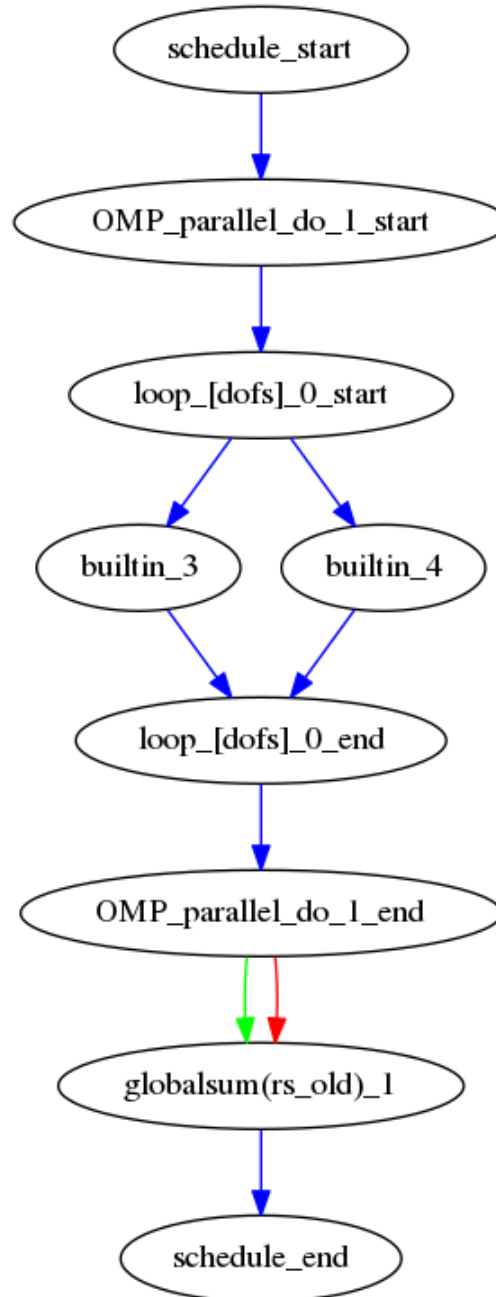 schedule_start
OMP_parallel_do_1_start
loop_[dofs]_0_start
builtin_3
builtin_4
loop_[dofs]_0_end
OMP_parallel_do_1_end
globalsum(rs_old)_1
schedule_end